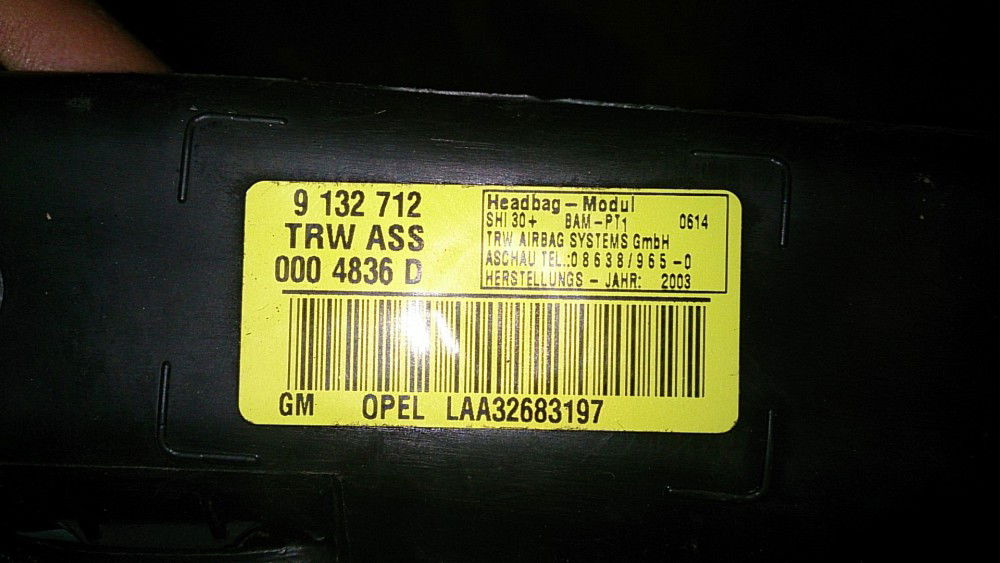 9 132 712
TRW ASS
000 4836 D
Headbag-Modul
SHI 30+ BAM-PT1 0614
TRW AIRBAG SYSTEMS GmbH
ASCHAU TEL.:08638/965-0
HERSTELLUNGS - JAHR: 2003
GM OPEL LAA32683197